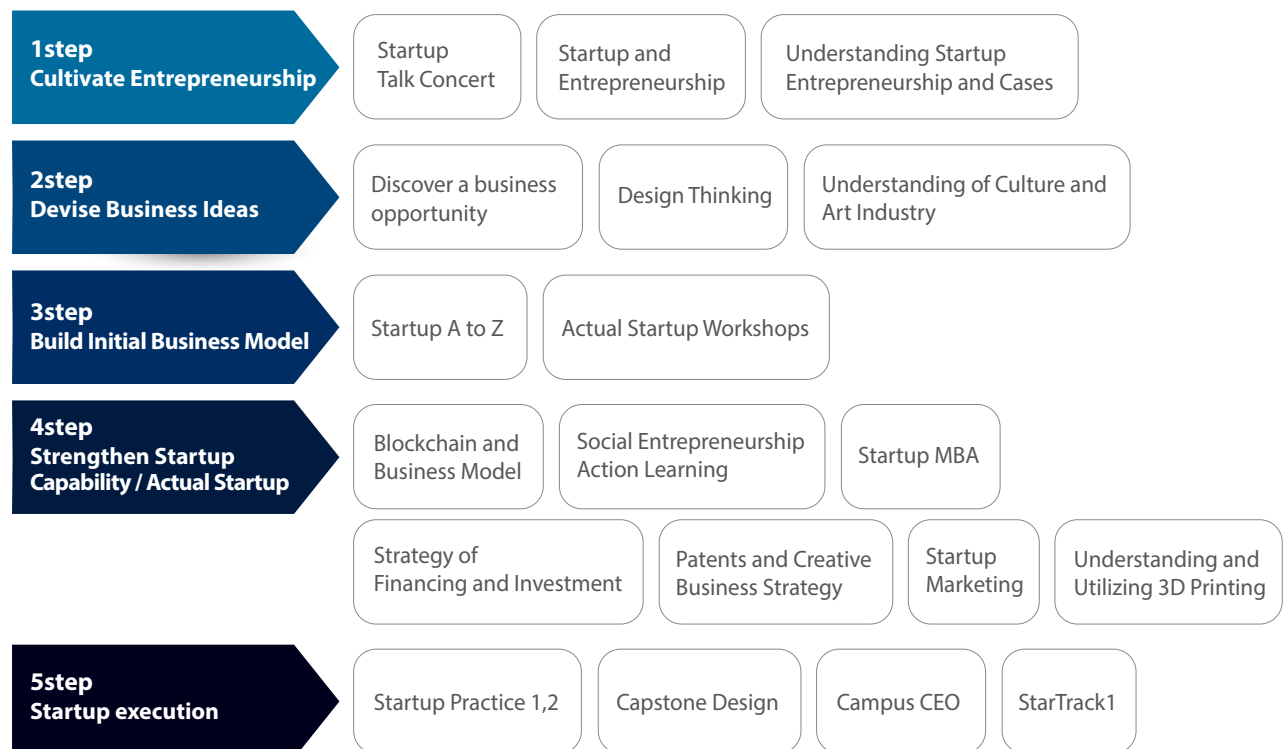 1step
Cultivate Entrepreneurship
Startup
Talk Concert
Startup and
Entrepreneurship
Understanding Startup
Entrepreneurship and Cases
2step
Devise Business Ideas
Discover a business
opportunity
Design Thinking
Understanding of Culture and
Art Industry
3step
Build Initial Business Model
Startup A to Z
Actual Startup Workshops
4step
Strengthen Startup
Capability / Actual Startup
Blockchain and
Business Model
Social Entrepreneurship
Action Learning
Startup MBA
Strategy of
Financing and Investment
Patents and Creative
Business Strategy
Startup
Marketing
Understanding and
Utilizing 3D Printing
5step
Startup execution
Startup Practice 1,2
Capstone Design
Campus CEO
StarTrack1